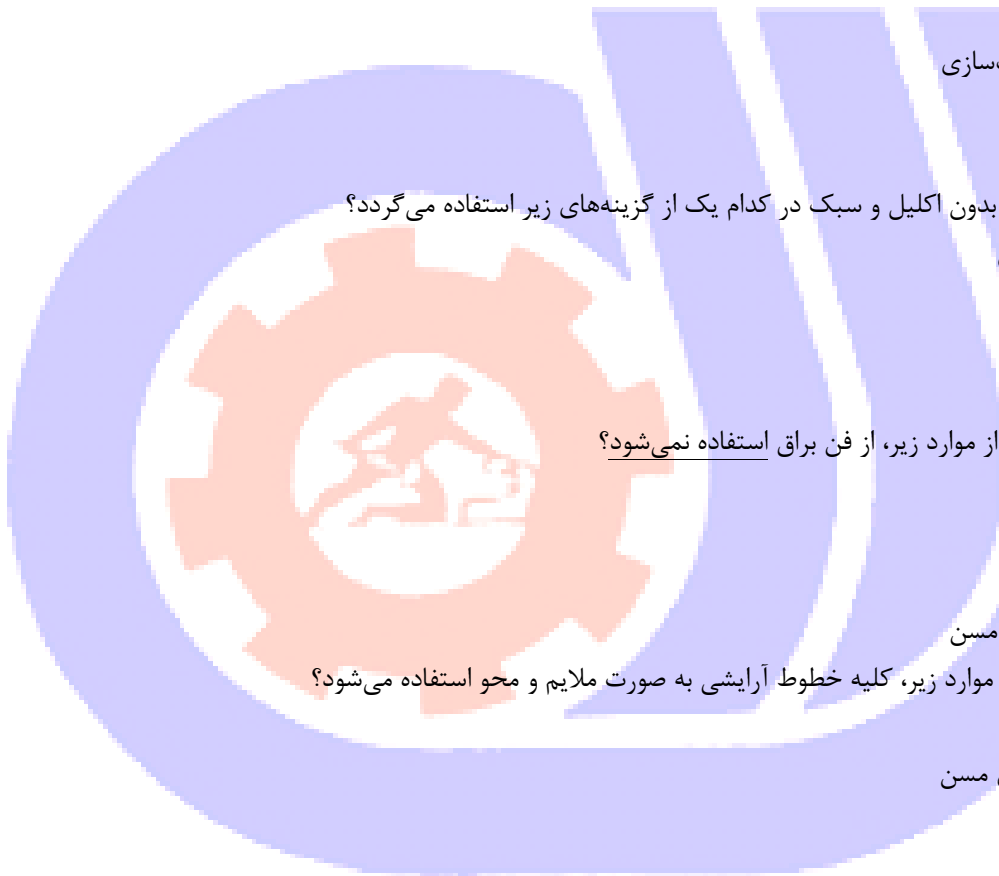 سازی
بدون اکلیل و سبک در کدام یک از گزینه‌های زیر استفاده می‌گردد؟
از موارد زیر، از فن براق استفاده نمی‌شود؟
مسن
موارد زیر، کلیه خطوط آرایشی به صورت ملایم و محو استفاده می‌شود؟
مسن